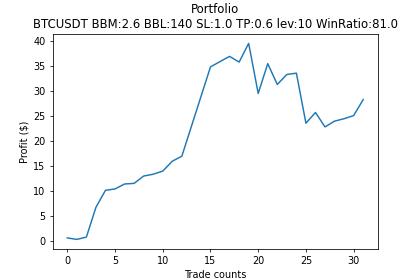 Portfolio
BTCUSDT BBM:2.6 BBL:140 SL:1.0 TP:0.6 lev:10 WinRatio:81.0
40
35
30
25
20
15
10
5
0
Profit ($)
0 5 10 15 20 25 30
Trade counts